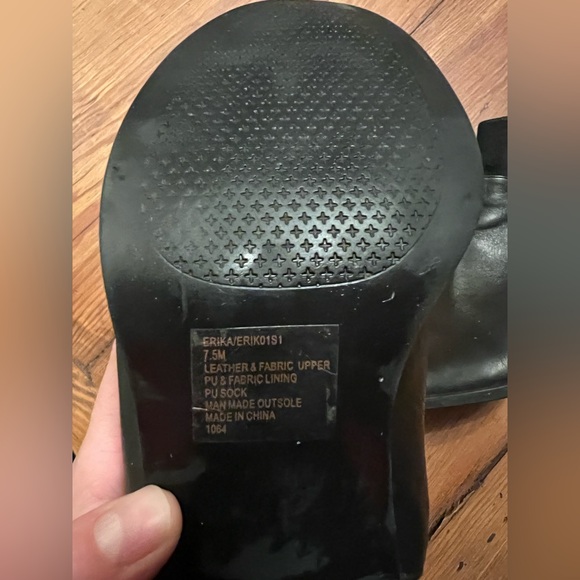 ERIKA/ERIK01S1
7.5M
LEATHER & FABRIC UPPER
PU & FABRIC LINING
PU SOCK
MAN MADE OUTSOLE
MADE IN CHINA
1064